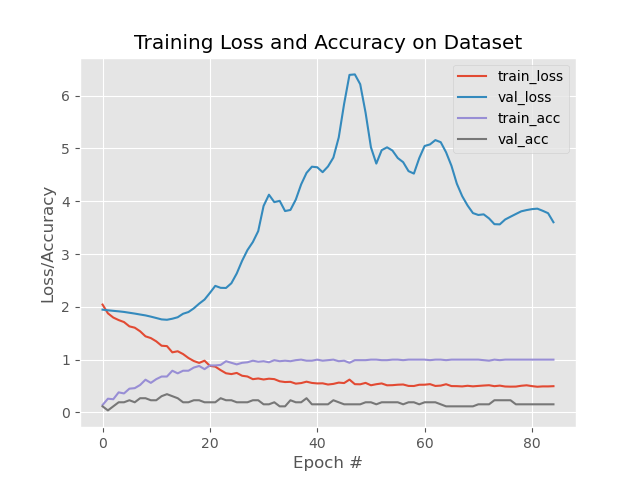 Training Loss and Accuracy on Dataset
train_loss
val_loss
train_acc
val_acc
Loss/Accuracy
6
5
4
3
2
1
0
0 20 40 60 80
Epoch #